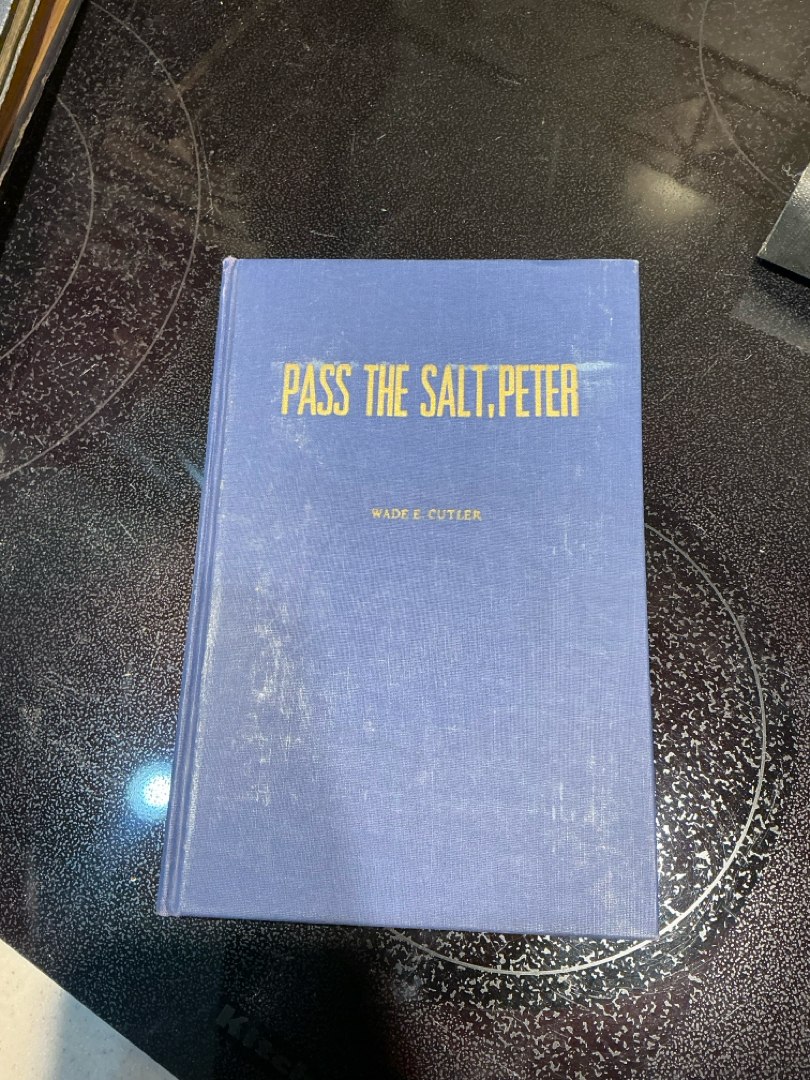 PASS THE SALT, PETER
WADE E. CUTLER